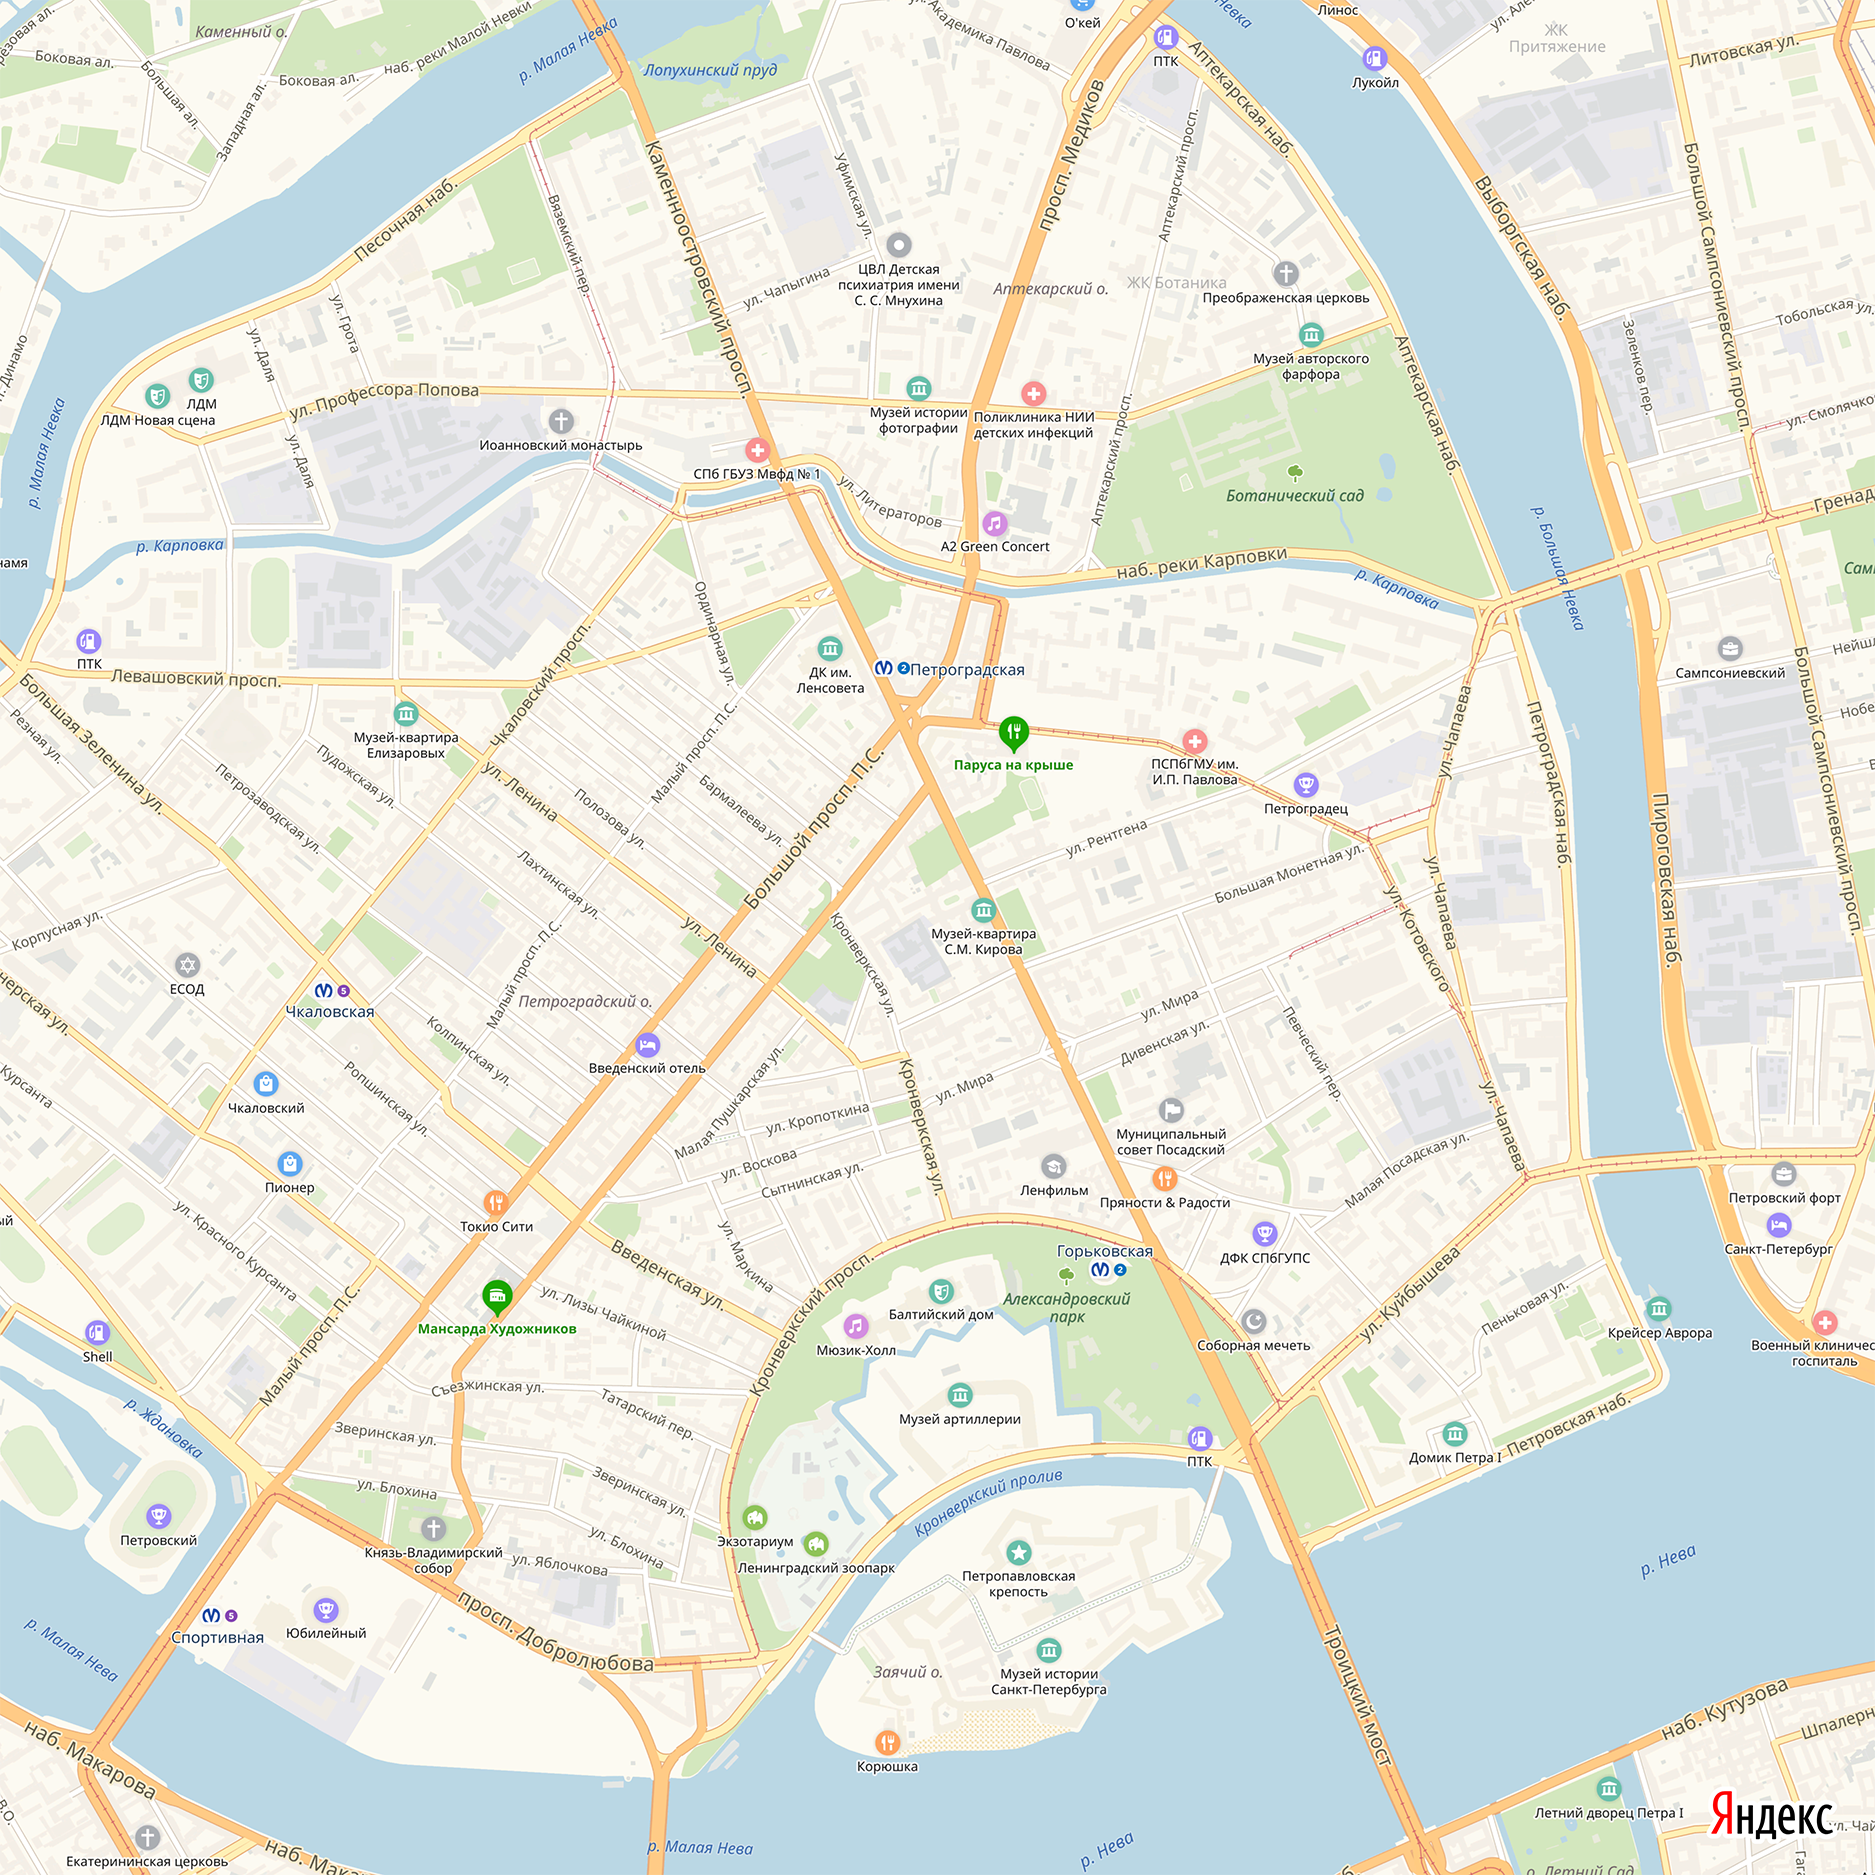 Линос
О'кей
ул. Академика Павлова
Невка
Каменный о.
наб. реки Малой Невки
р. Малая Невка
Боковая ал.
Боковая ал.
Большая ал.
Западная ал.
Лопухинский пруд
ПТК
Аптекарская наб.
Лукойл
ЖК
Притяжение
Литовская ул.
просп. Медиков
Аптекарский просп.
Выборгская наб.
Большой Сампсониевский просп.
Каменноостровский просп.
Уфимская ул.
Песочная наб.
Вяземский пер.
ЦВЛ Детская
психиатрия имени
С. С. Мнухина
Аптекарский о.
ЖК Ботаника
Преображенская церковь
ул. Чапыгина
ул. Грота
ул. Даля
Музей авторского
фарфора
Тобольская ул.
Зеленков пер.
ул. Профессора Попова
ЛДМ
ЛДМ Новая сцена
Иоанновский монастырь
Музей истории
фотографии
Поликлиника НИИ
детских инфекций
Аптекарский просп.
Аптекарская наб.
р. Малая Невка
ул. Даля
СПб ГБУЗ Мвфд № 1
ул. Литераторов
Ботанический сад
A2 Green Concert
р. Карповка
наб. реки Карповки
р. Карповка
р. Большая Невка
Ординарная ул.
ПТК
Левашовский просп.
Чкаловский просп.
ДК им.
Ленсовета
Петроградская
2
Сампсониевский
Большой Сампсониевский просп.
Большая Зеленина ул.
Резная ул.
Музей-квартира
Елизаровых
Малый просп. П.С.
Паруса на крыше
ПСПбГМУ им.
И.П. Павлова
Петроградец
ул. Чапаева
Петроградская наб.
Пироговская наб.
Пудожская ул.
Петрозаводская ул.
ул. Ленина
Полозова ул.
Бармалеева ул.
Большой просп. П.С.
ул. Рентгена
Большая Монетная ул.
ул. Котовского
ул. Чапаева
Лахтинская ул.
ул. Ленина
Корпусная ул.
Кронверкская ул.
Музей-квартира
С.М. Кирова
ЕСОД
5
Чкаловская
Малый просп. П.С.
Петроградский о.
ул. Мира
Дивенская ул.
Певческий пер.
Колпинская ул.
Ропшинская ул.
Введенский отель
Малая Пушкарская ул.
Чкаловский
Кронверкская ул.
ул. Мира
ул. Кропоткина
Муниципальный
совет Посадский
ул. Чапаева
Малая Посадская ул.
ул. Воскова
Сытнинская ул.
Пионер
Ленфильм
Пряности & Радости
Петровский форт
Токио Сити
ул. Красного Курсанта
ул. Маркина
Введенская ул.
Кронверкский просп.
Горьковская
2
ДФК СПбГУПС
Санкт-Петербург
ул. Куйбышева
Пеньковая ул.
Мансарда Художников
ул. Лизы Чайкиной
Балтийский дом
Александровский
парк
Мюзик-Холл
Соборная мечеть
Крейсер Аврора
госпиталь
Shell
Малый просп. П.С.
Съезжинская ул.
Татарский пер.
Музей артиллерии
р. Ждановка
Зверинская ул.
Зверинская ул.
ПТК
Домик Петра I
Петровская наб.
ул. Блохина
ул. Блохина
Кронверкский пролив
Петровский
Князь-Владимирский
собор
ул. Яблочкова
Экзотариум
Ленинградский зоопарк
Петропавловская
крепость
р. Нева
5
Спортивная
Юбилейный
просп. Добролюбова
р. Малая Нева
Заячий о.
Музей истории
Санкт-Петербурга
Троицкий мост
наб. Кутузова
наб. Макарова
Корюшка
Летний дворец Петра I
Яндекс
Екатерининская церковь
р. Малая Нева
р. Нева
о. Летний Сад